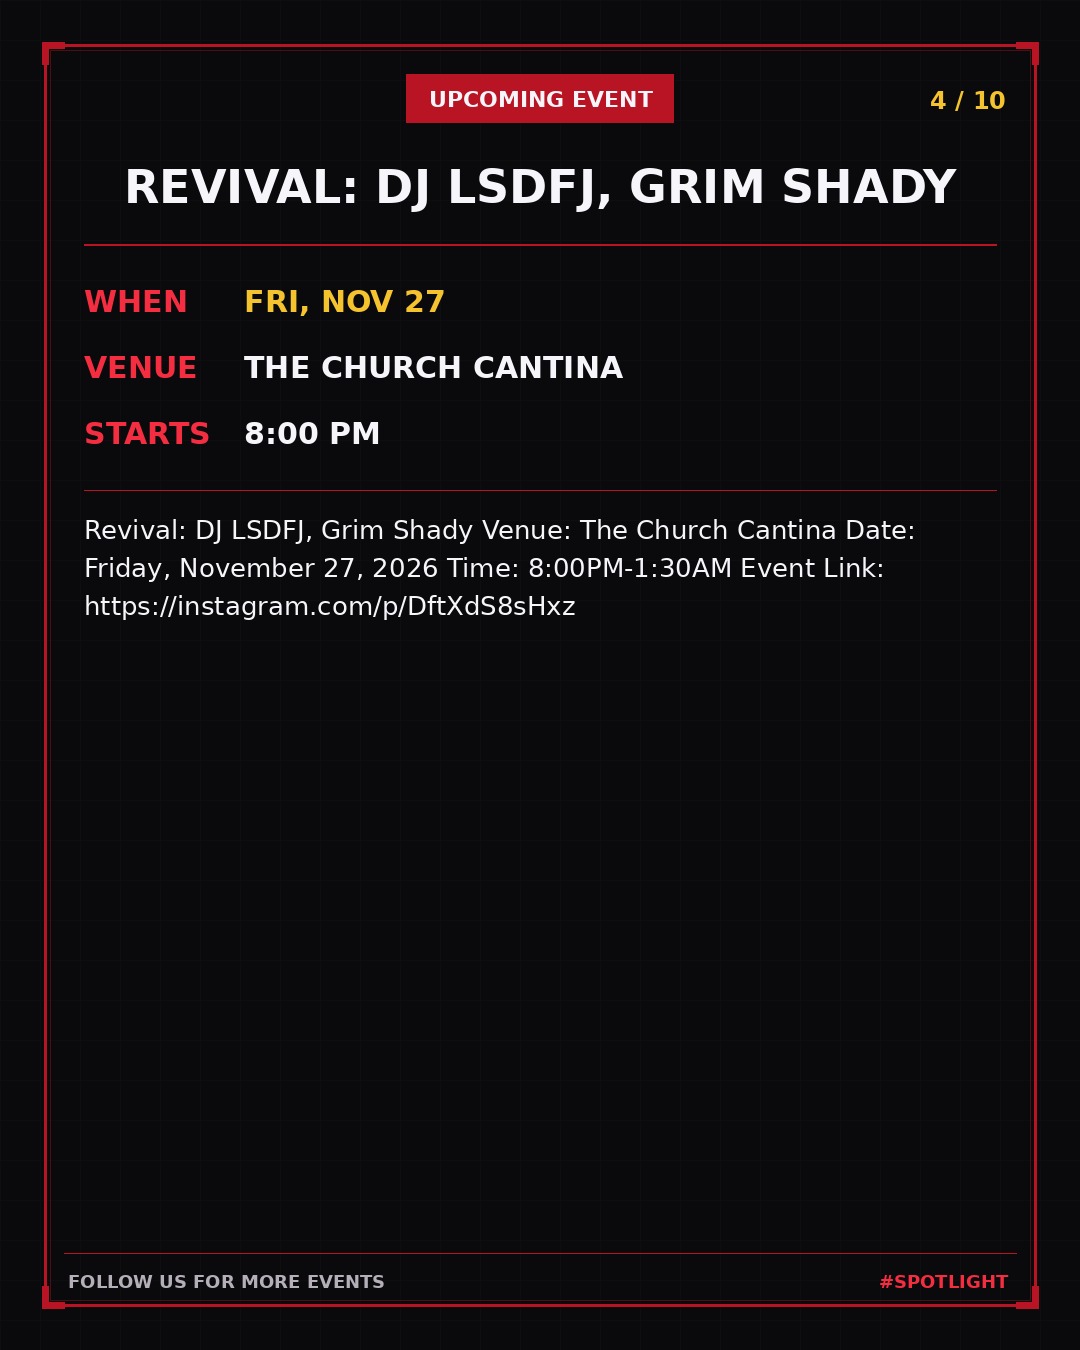 UPCOMING EVENT
4 / 10
REVIVAL: DJ LSDFJ, GRIM SHADY
WHEN FRI, NOV 27
VENUE THE CHURCH CANTINA
STARTS 8:00 PM
Revival: DJ LSDFJ, Grim Shady Venue: The Church Cantina Date:
Friday, November 27, 2026 Time: 8:00PM-1:30AM Event Link:
https://instagram.com/p/DftXdS8sHxz
FOLLOW US FOR MORE EVENTS
#SPOTLIGHT